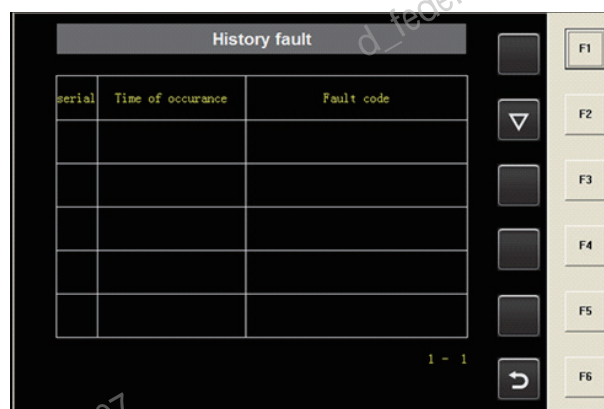 History fault
F1
serial Time of occurance Fault code
F2
F3
F4
F5
1 - 1
F6